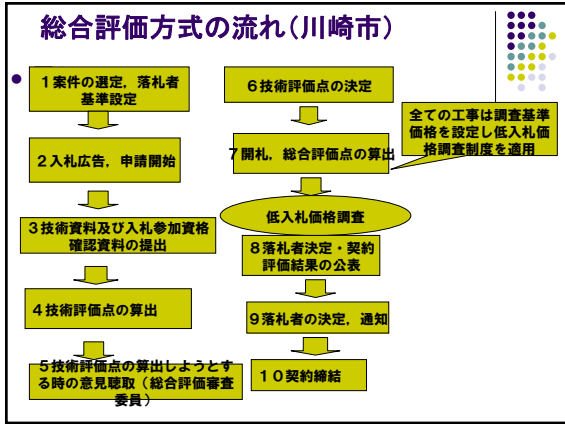 総合評価方式の流れ（川崎市）
１案件の選定，落札者
基準設定
２入札広告，申請開始
３技術資料及び入札参加資格
確認資料の提出
４技術評価点の算出
５技術評価点の算出しようとす
る時の意見聴取（総合評価審査
委員）
６技術評価点の決定
７開札，総合評価点の算出
全ての工事は調査基準
価格を設定し低入札価
格調査制度を適用
低入札価格調査
８落札者決定・契約
評価結果の公表
９落札者の決定，通知
１０契約締結